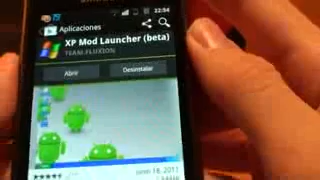 22:54
Aplicaciones
XP Mod Launcher (beta)
TEAM FLUXION
Abrir
Desinstalar
junio 18, 2011